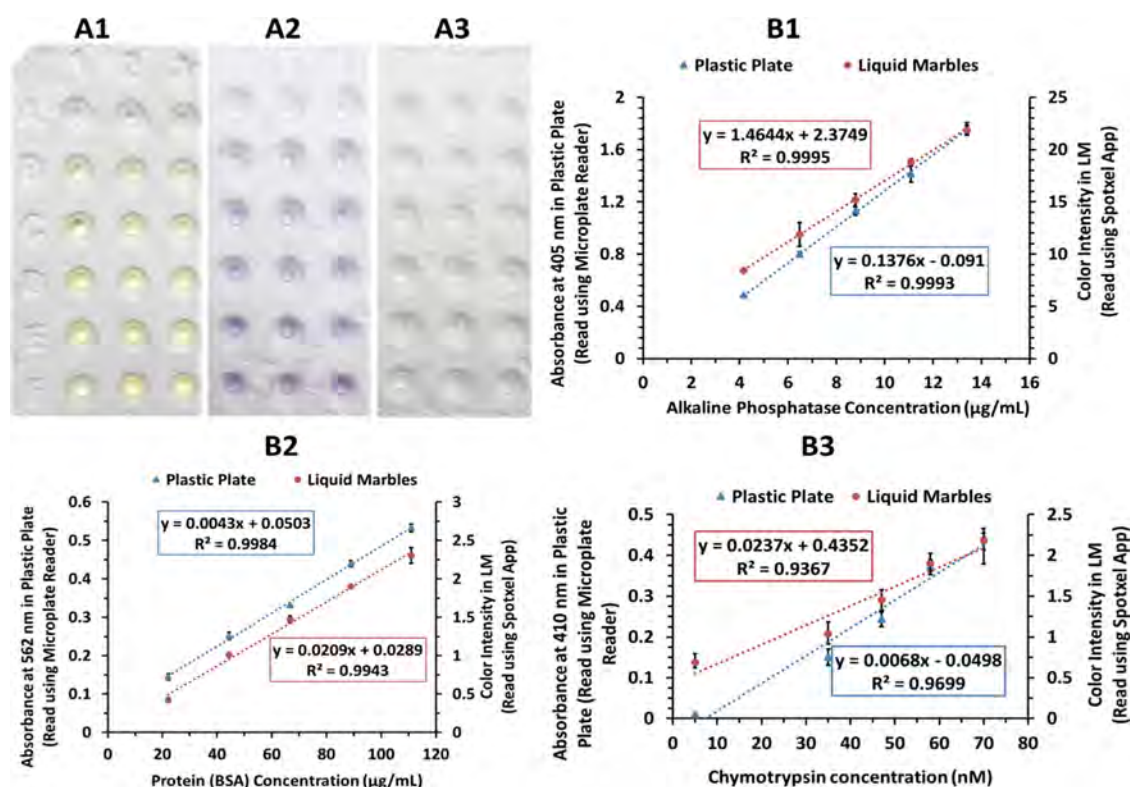 A1
A2
A3
B1
Plastic Plate
Liquid Marbles
Absorbance at 405 nm in Plastic Plate
(Read using Microplate Reader)
2
1.6
1.2
0.8
0.4
0
y = 1.4644x + 2.3749
R² = 0.9995
y = 0.1376x - 0.091
R² = 0.9993
25
20
15
10
5
0
Color Intensity in LM
(Read using Spotxel App)
0 2 4 6 8 10 12 14 16
Alkaline Phosphatase Concentration (µg/mL)
B2
Plastic Plate
Liquid Marbles
Absorbance at 562 nm in Plastic Plate
(Read using Microplate Reader)
0.6
0.5
0.4
0.3
0.2
0.1
0
y = 0.0043x + 0.0503
R² = 0.9984
y = 0.0209x + 0.0289
R² = 0.9943
3
2.5
2
1.5
1
0.5
0
Color Intensity in LM
(Read using Spotxel App)
0 10 20 30 40 50 60 70 80 90 100 110 120
Protein (BSA) Concentration (µg/mL)
B3
Plastic Plate
Liquid Marbles
Absorbance at 410 nm in Plastic
Plate (Read using Microplate
Reader)
0.5
0.4
0.3
0.2
0.1
0
y = 0.0237x + 0.4352
R² = 0.9367
y = 0.0068x - 0.0498
R² = 0.9699
2.5
2
1.5
1
0.5
0
Color Intensity in LM
(Read using Spotxel App)
0 10 20 30 40 50 60 70 80
Chymotrypsin concentration (nM)